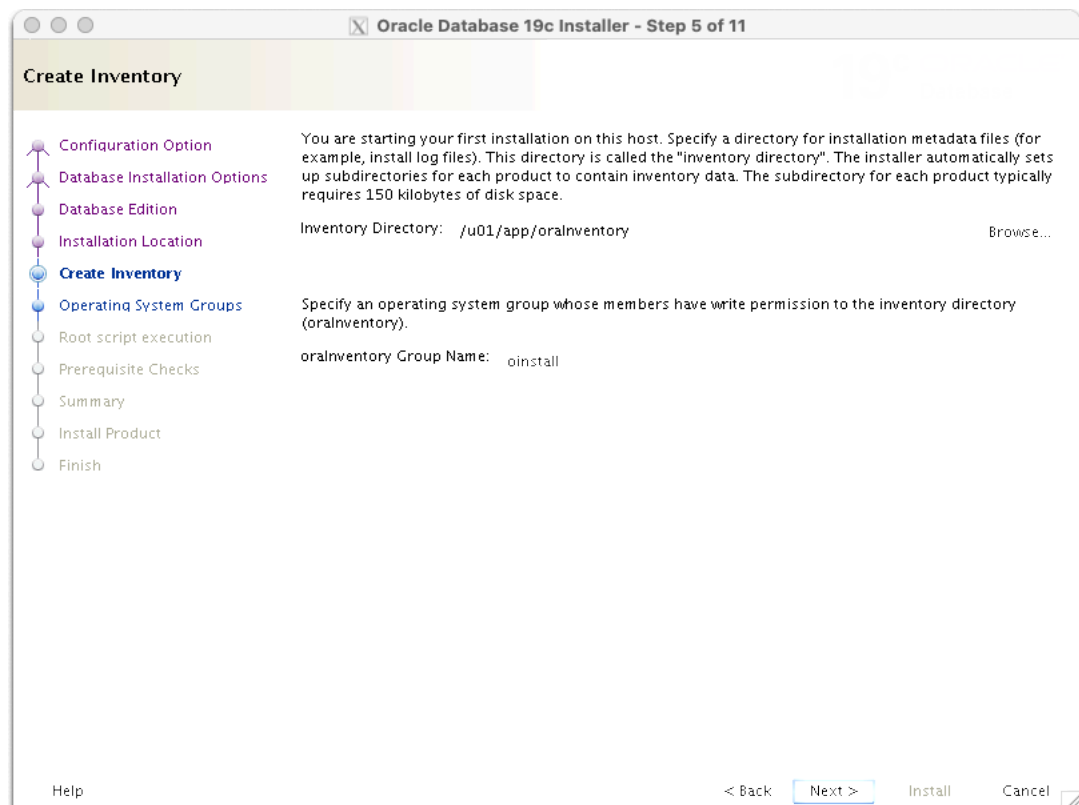 Oracle Database 19c Installer - Step 5 of 11
Create Inventory
Configuration Option
Database Installation Options
Database Edition
Installation Location
Create Inventory
Operating System Groups
Root script execution
Prerequisite Checks
Summary
Install Product
Finish
You are starting your first installation on this host. Specify a directory for installation metadata files (for
example, install log files). This directory is called the "inventory directory". The installer automatically sets
up subdirectories for each product to contain inventory data. The subdirectory for each product typically
requires 150 kilobytes of disk space.
Inventory Directory: /u01/app/oraInventory Browse...
Specify an operating system group whose members have write permission to the inventory directory
(oraInventory).
oraInventory Group Name: oinstall
Help < Back Next > Install Cancel